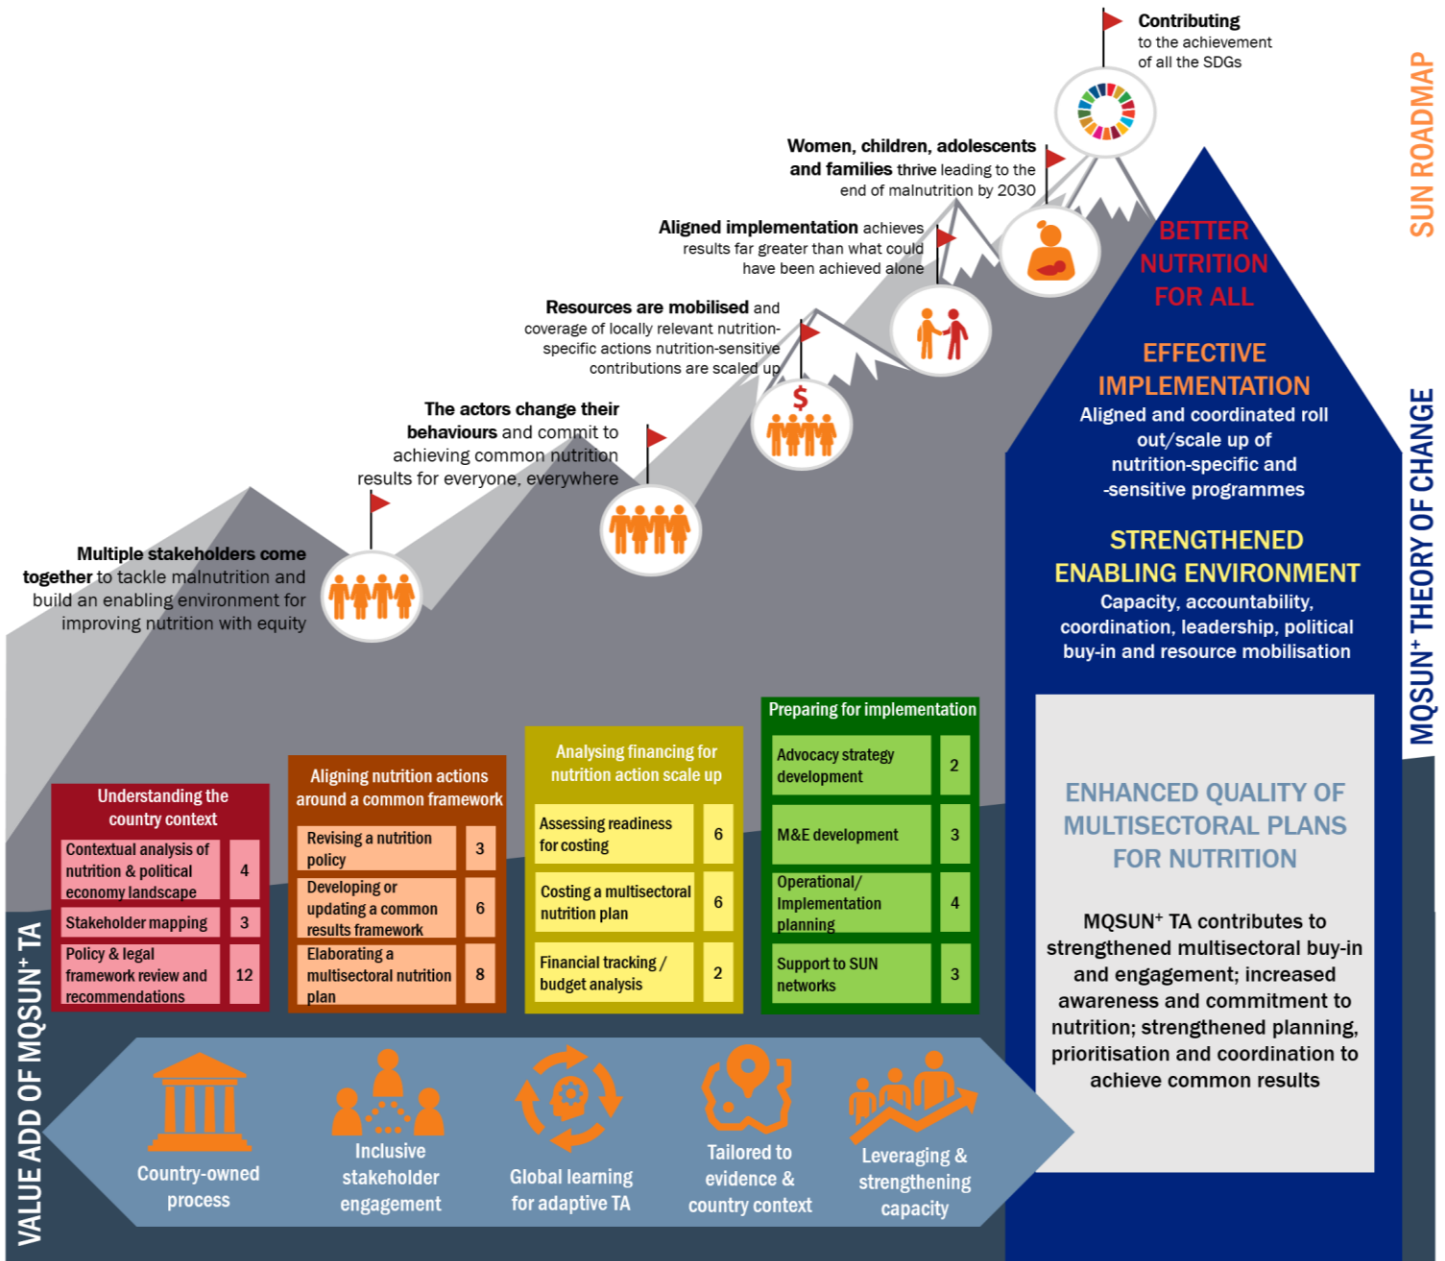 Contributing
to the achievement
of all the SDGs
Women, children, adolescents
and families thrive leading to the
end of malnutrition by 2030
Aligned implementation achieves
results far greater than what could
have been achieved alone
Resources are mobilised and
coverage of locally relevant nutrition-
specific actions nutrition-sensitive
contributions are scaled up
$
The actors change their
behaviours and commit to
achieving common nutrition
results for everyone, everywhere
Multiple stakeholders come
together to tackle malnutrition and
build an enabling environment for
improving nutrition with equity
SUN ROADMAP
MQSUN+ THEORY OF CHANGE
BETTER
NUTRITION
FOR ALL
EFFECTIVE
IMPLEMENTATION
Aligned and coordinated roll
out/scale up of
nutrition-specific and
-sensitive programmes
STRENGTHENED
ENABLING ENVIRONMENT
Capacity, accountability,
coordination, leadership, political
buy-in and resource mobilisation
ENHANCED QUALITY OF
MULTISECTORAL PLANS
FOR NUTRITION
MQSUN+ TA contributes to
strengthened multisectoral buy-in
and engagement; increased
awareness and commitment to
nutrition; strengthened planning,
prioritisation and coordination to
achieve common results
VALUE ADD OF MQSUN+ TA
Understanding the
country context
Contextual analysis of
nutrition & political
economy landscape
4
Stakeholder mapping
3
Policy & legal
framework review and
recommendations
12
Aligning nutrition actions
around a common framework
Revising a nutrition
policy
3
Developing or
updating a common
results framework
6
Elaborating a
multisectoral nutrition
plan
8
Analysing financing for
nutrition action scale up
Assessing readiness
for costing
6
Costing a multisectoral
nutrition plan
6
Financial tracking /
budget analysis
2
Preparing for implementation
Advocacy strategy
development
2
M&E development
3
Operational/
Implementation
planning
4
Support to SUN
networks
3
Country-owned
process
Inclusive
stakeholder
engagement
Global learning
for adaptive TA
Tailored to
evidence &
country context
Leveraging &
strengthening
capacity